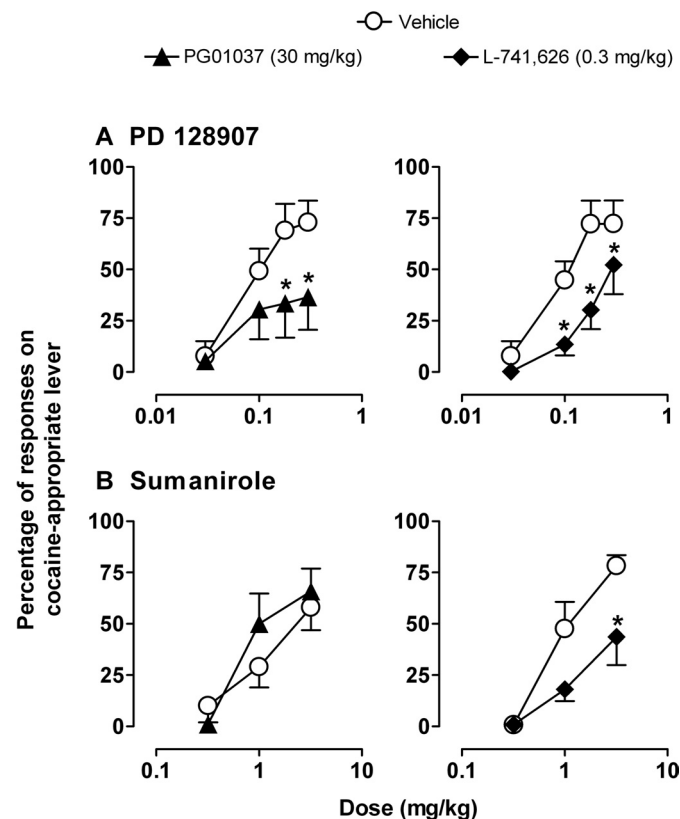 Vehicle
PG01037 (30 mg/kg) L-741,626 (0.3 mg/kg)
A PD 128907
100 100
75 75
50 50
25 25
0 0
* * * * *
0.01 0.1 1 0.01 0.1 1
Percentage of responses on
cocaine-appropriate lever
B Sumanirole
100 100
75 75
50 50
25 25
0 0
*
0.1 1 10 0.1 1 10
Dose (mg/kg)